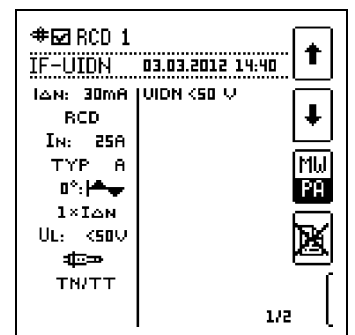 RCD 1
IF-UIDN 03.03.2012 14:40
IΔN: 30mA UIDN <50 V
RCD
IN: 25A
TYP A
0°:
1×IΔN
UL: <50V
TN/TT
MW
PA
1/2